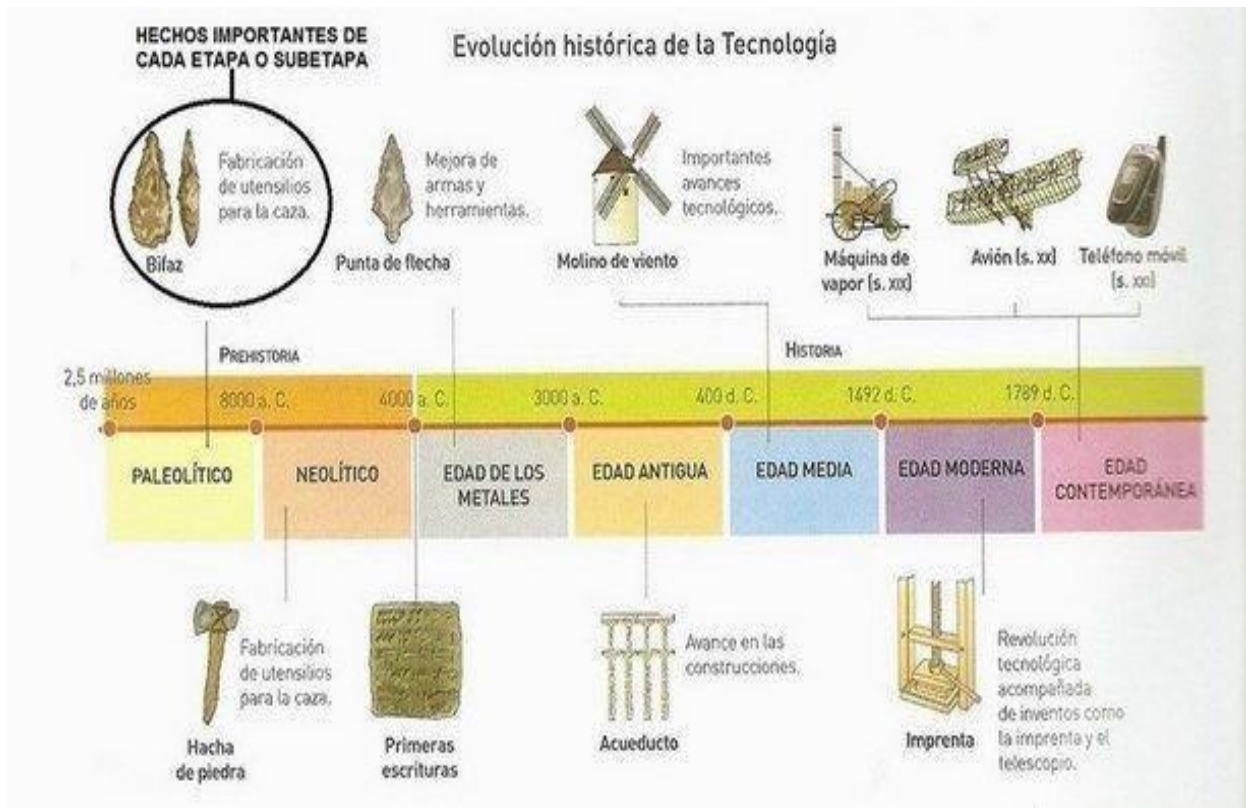 HECHOS IMPORTANTES DE
CADA ETAPA O SUBETAPA
Evolución histórica de la Tecnología
Fabricación
de utensilios
para la caza.
Bifaz
Mejora de
armas y
herramientas.
Punta de flecha
Importantes
avances
tecnológicos.
Molino de viento
Máquina de
vapor (s. XIX)
Avión (s. XX)
Teléfono móvil
(s. XXI)
PREHISTORIA
HISTORIA
2,5 millones
de años
8000 a. C.
4000 a. C.
3000 a. C.
400 d. C.
1492 d. C.
1789 d. C.
PALEOLÍTICO
NEOLÍTICO
EDAD DE LOS
METALES
EDAD ANTIGUA
EDAD MEDIA
EDAD MODERNA
EDAD
CONTEMPORÁNEA
Hacha
de piedra
Fabricación
de utensilios
para la caza.
Primeras
escrituras
Acueducto
Avance en las
construcciones.
Imprenta
Revolución
tecnológica
acompañada
de inventos como
la imprenta y el
telescopio.